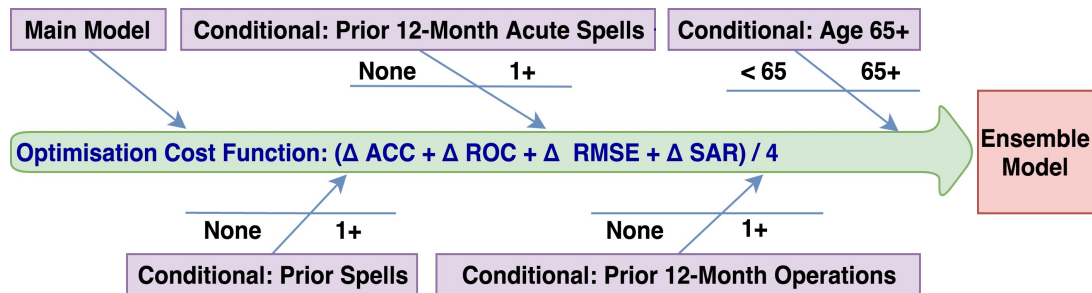 Main Model
Conditional: Prior 12-Month Acute Spells
Conditional: Age 65+
None
1+
< 65
65+
Optimisation Cost Function: (Δ ACC + Δ ROC + Δ RMSE + Δ SAR) / 4
Ensemble
Model
None
1+
None
1+
Conditional: Prior Spells
Conditional: Prior 12-Month Operations